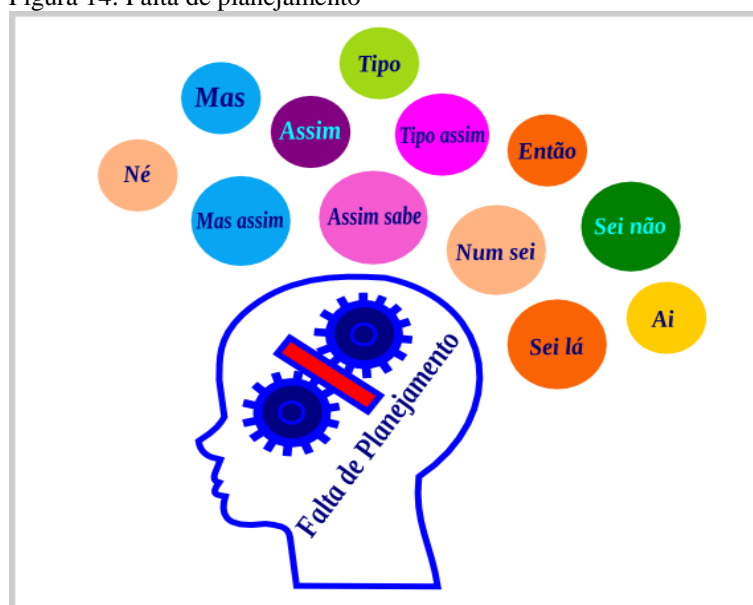 Figura 14: Falta de planejamento
Tipo
Mas
Assim
Tipo assim
Então
Né
Mas assim
Assim sabe
Num sei
Sei não
Sei lá
Ai
Falta de Planejamento